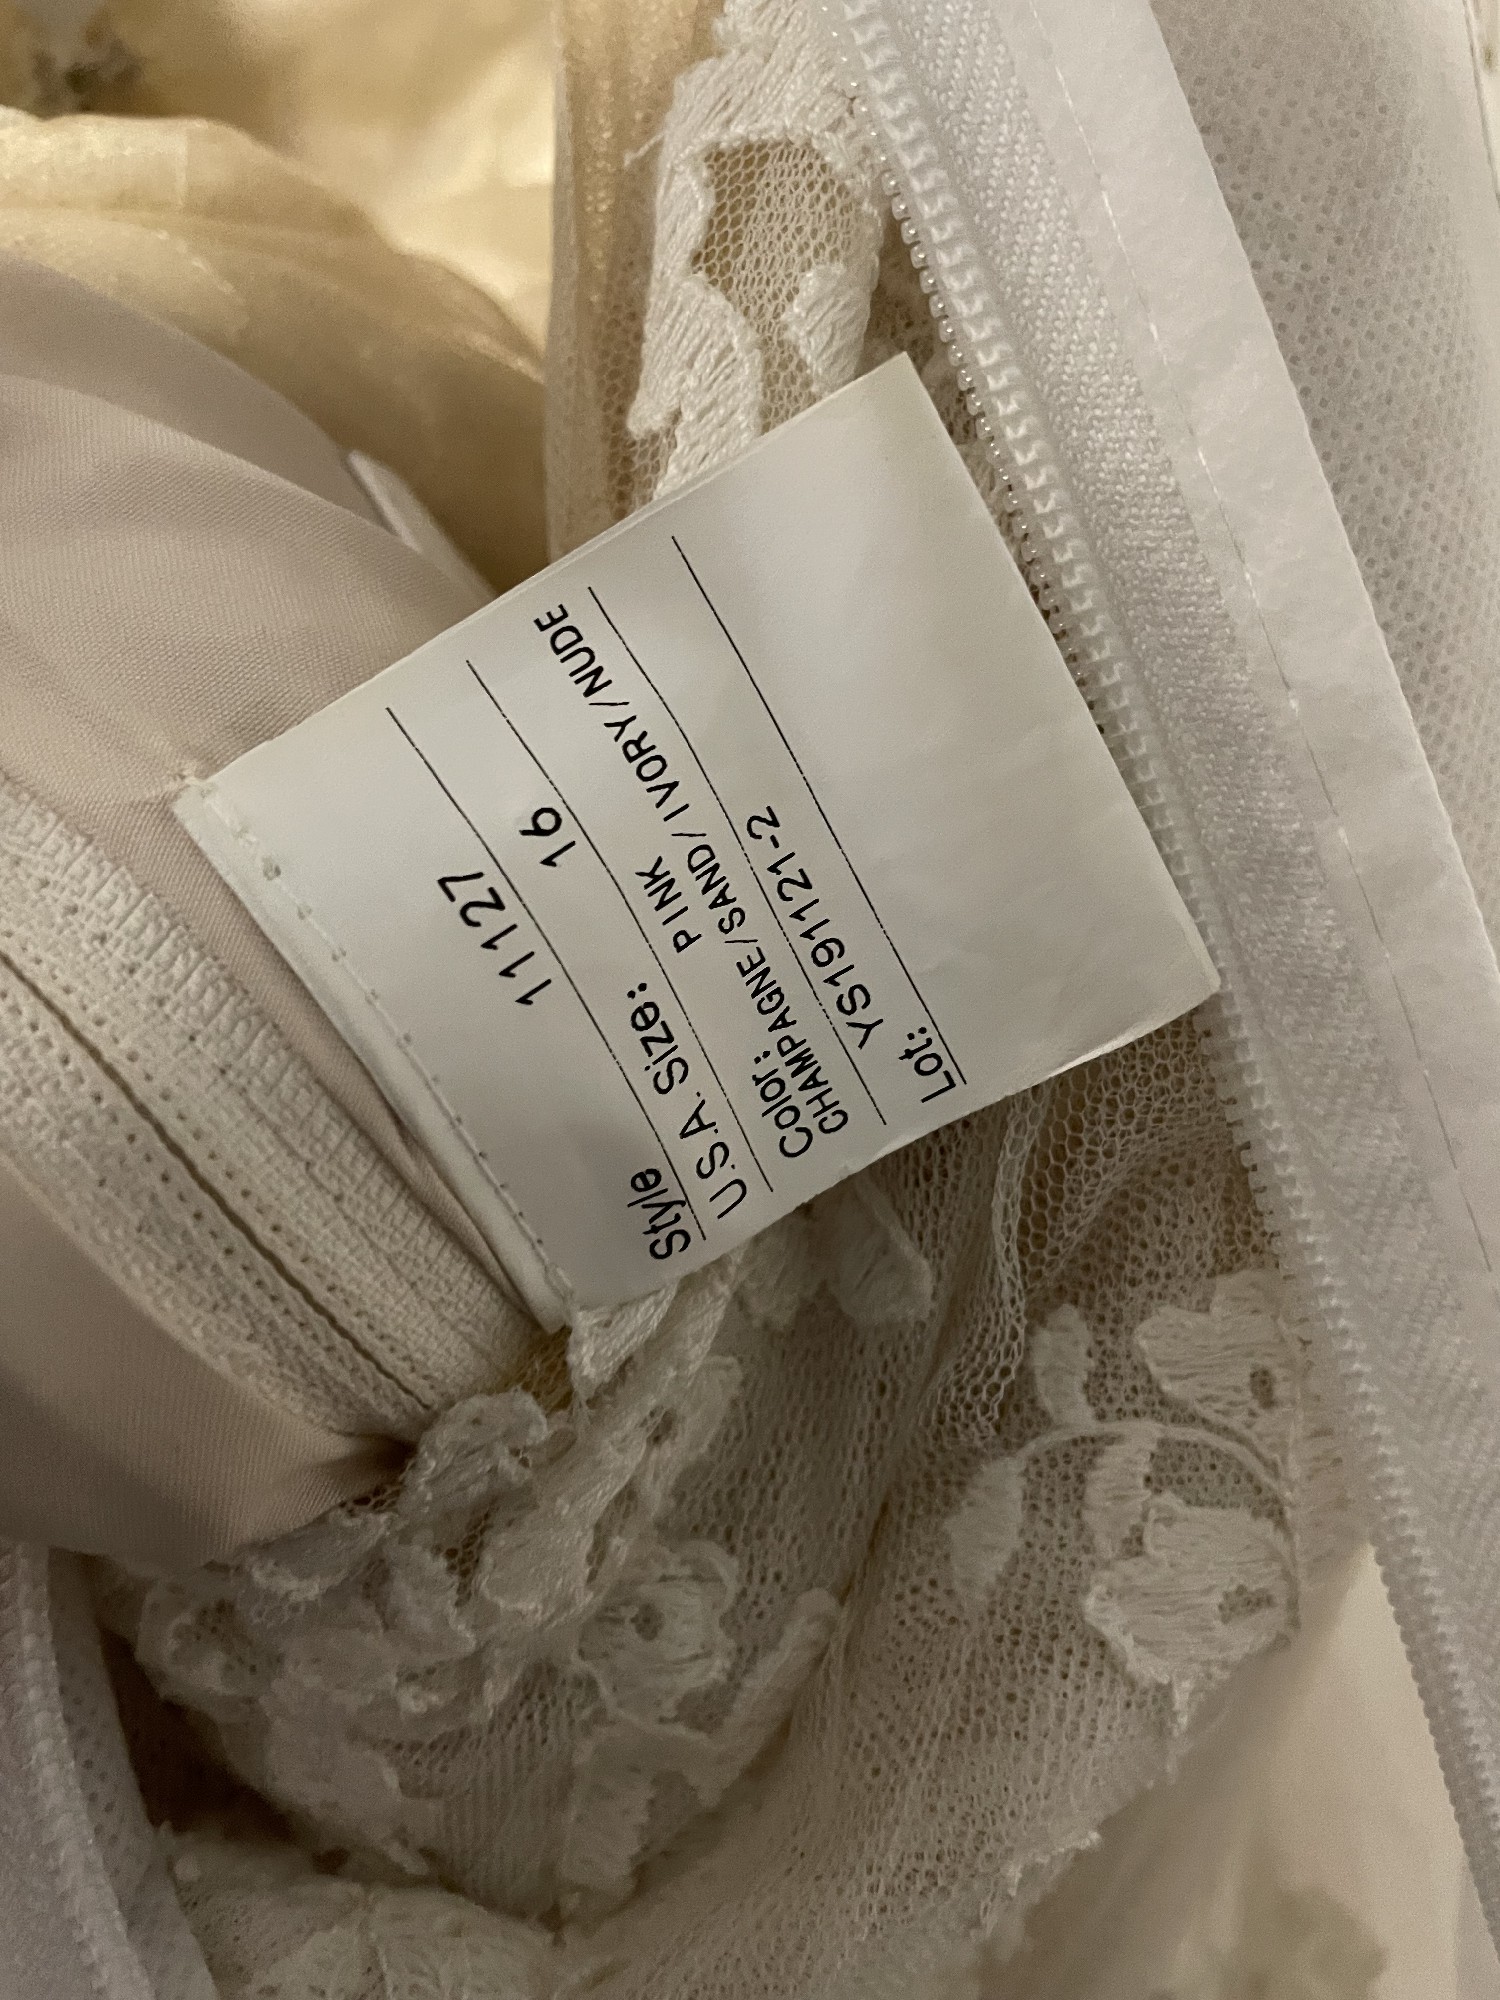 Style 11127
U.S.A. Size: 16
Color: PINK
CHAMPAGNE/SAND/IVORY/NUDE
YS191121-2
Lot: